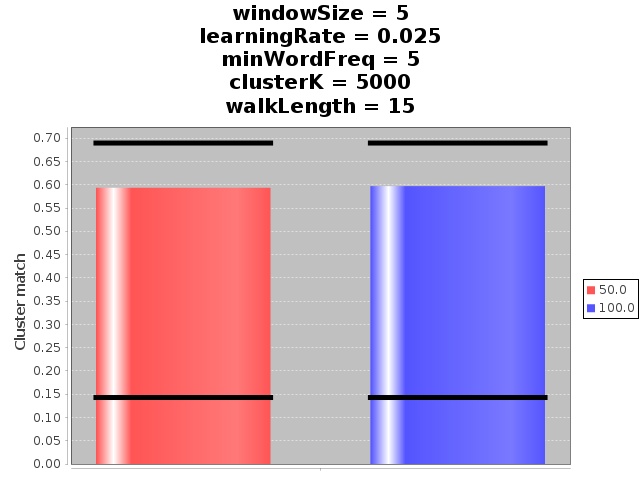 windowSize = 5
learningRate = 0.025
minWordFreq = 5
clusterK = 5000
walkLength = 15
0.70
0.65
0.60
0.55
0.50
0.45
0.40
0.35
0.30
0.25
0.20
0.15
0.10
0.05
0.00
Cluster match
50.0
100.0